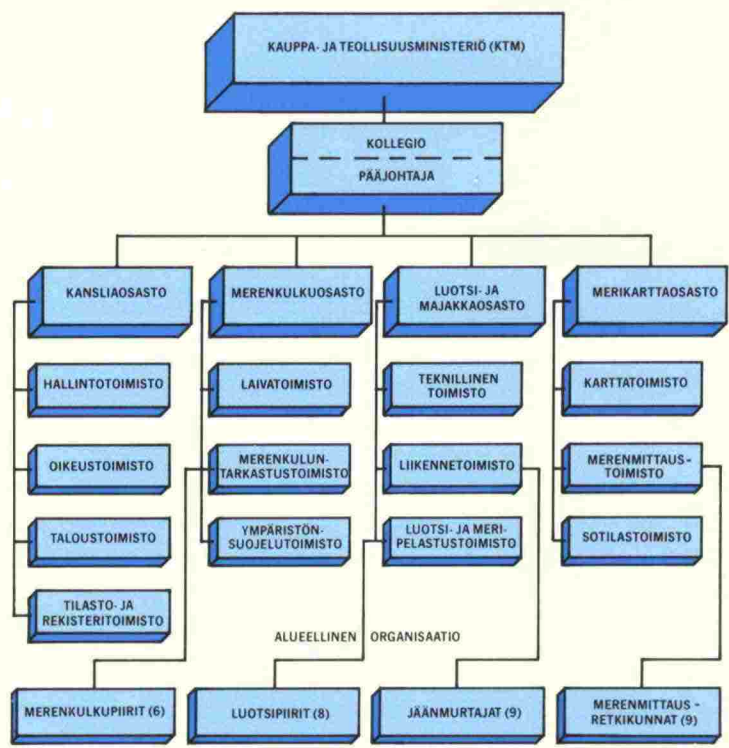 KAUPPA- JA TEOLLISUUSMINISTERIÖ (KTM)
KOLLEGIO
PÄÄJOHTAJA
KANSLIAOSASTO
MERENKULKUOSASTO
LUOTSI- JA
MAJAKKAOSASTO
MERIKARTTAOSASTO
HALLINTOTOIMISTO
LAIVATOIMISTO
TEKNILLINEN
TOIMISTO
KARTTATOIMISTO
OIKEUSTOIMISTO
MERENKULUN-
TARKASTUSTOIMISTO
LIIKENNETOIMISTO
MERENMITTAUS-
TOIMISTO
TALOUSTOIMISTO
YMPÄRISTÖN-
SUOJELUTOIMISTO
LUOTSI- JA MERI-
PELASTUSTOIMISTO
SOTILASTOIMISTO
TILASTO- JA
REKISTERITOIMISTO
ALUEELLINEN ORGANISAATIO
MERENKULKUPIIRIT (6)
LUOTSIPIIRIT (8)
JÄÄNMURTAJAT (9)
MERENMITTAUS-
RETKIKUNNAT (9)